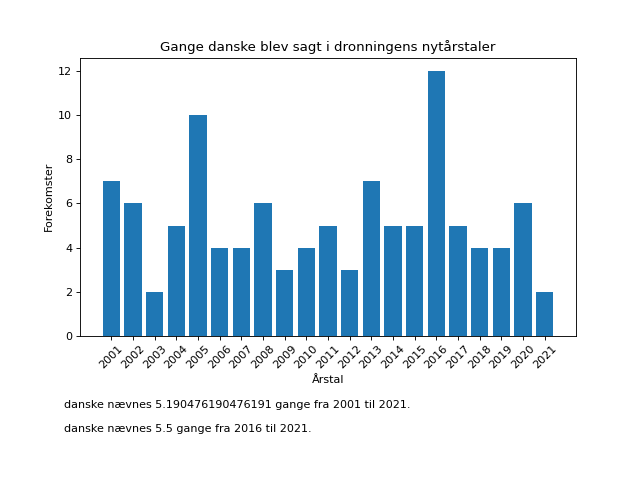 Gange danske blev sagt i dronningens nytårstaler
12
10
8
6
4
2
0
Forekomster
2001 2002 2003 2004 2005 2006 2007 2008 2009 2010 2011 2012 2013 2014 2015 2016 2017 2018 2019 2020 2021
Årstal
danske nævnes 5.190476190476191 gange fra 2001 til 2021.
danske nævnes 5.5 gange fra 2016 til 2021.